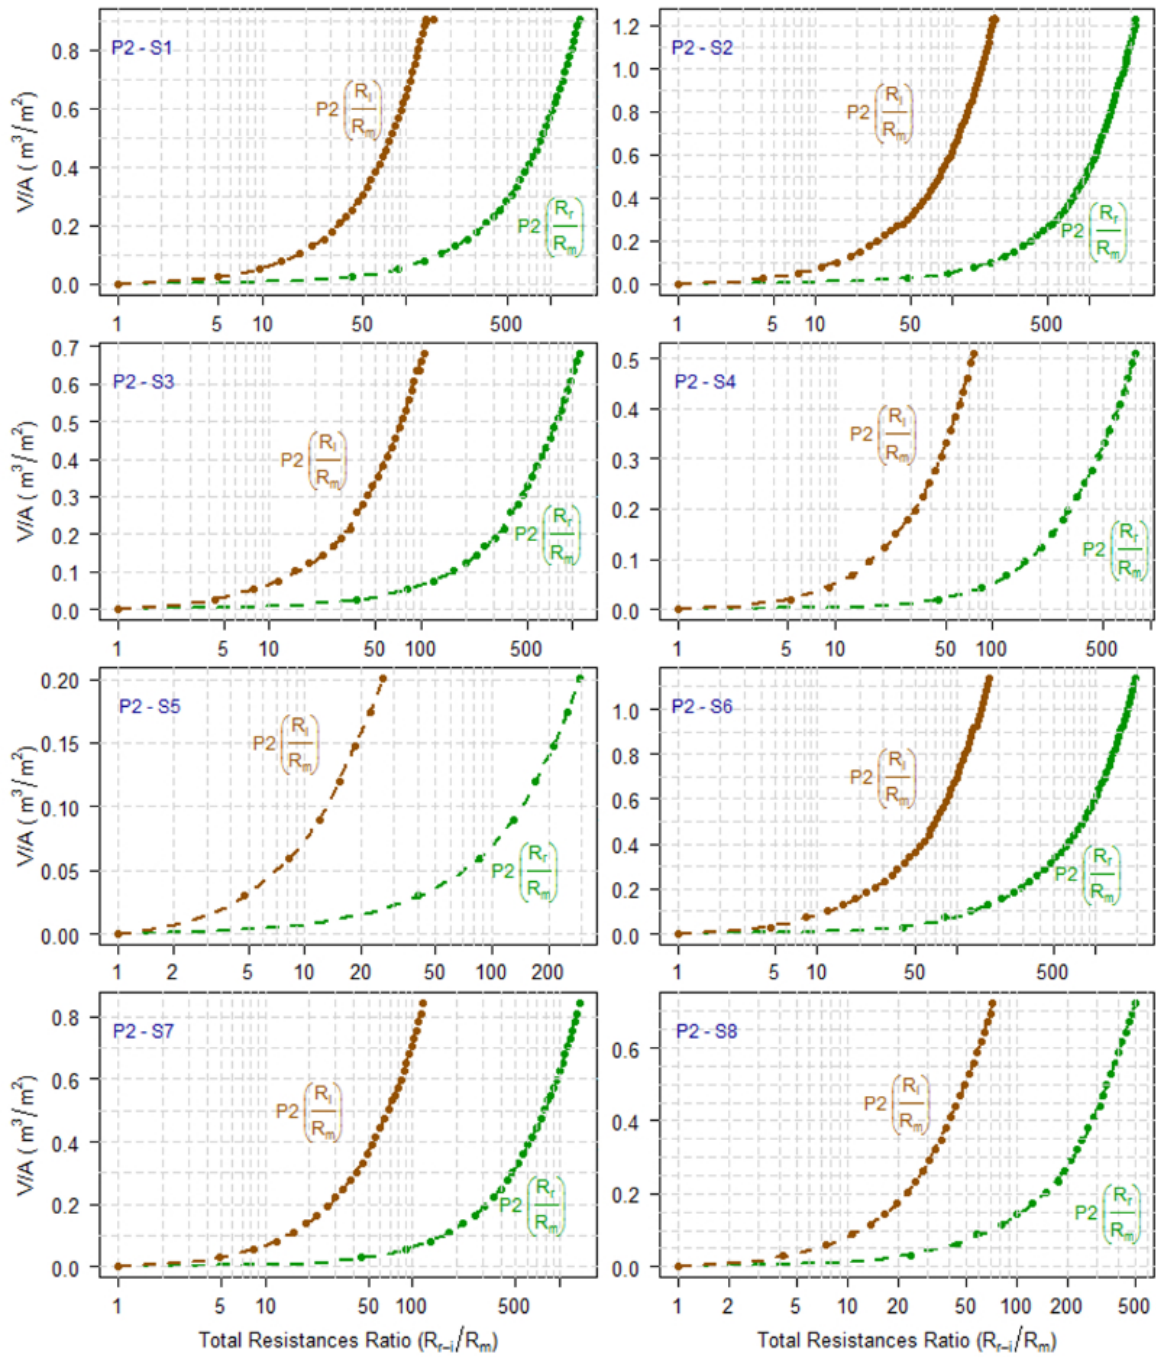 P2 - S1
V/A ( m³/m²)
0.8
0.6
0.4
0.2
0.0
P2 (Ri/Rm)
P2 (Rr/Rm)
1 5 10 50 500
P2 - S2
1.2
1.0
0.8
0.6
0.4
0.2
0.0
P2 (Ri/Rm)
P2 (Rr/Rm)
1 5 10 50 500
P2 - S3
V/A ( m³/m²)
0.7
0.6
0.5
0.4
0.3
0.2
0.1
0.0
P2 (Ri/Rm)
P2 (Rr/Rm)
1 5 10 50 100 500
P2 - S4
0.5
0.4
0.3
0.2
0.1
0.0
P2 (Ri/Rm)
P2 (Rr/Rm)
1 5 10 50 100 500
P2 - S5
V/A ( m³/m²)
0.20
0.15
0.10
0.05
0.00
P2 (Ri/Rm)
P2 (Rr/Rm)
1 2 5 10 20 50 100 200
P2 - S6
1.0
0.8
0.6
0.4
0.2
0.0
P2 (Ri/Rm)
P2 (Rr/Rm)
1 5 10 50 500
P2 - S7
V/A ( m³/m²)
0.8
0.6
0.4
0.2
0.0
P2 (Ri/Rm)
P2 (Rr/Rm)
1 5 10 50 100 500
Total Resistances Ratio (Rr−i/Rm)
P2 - S8
0.6
0.4
0.2
0.0
P2 (Ri/Rm)
P2 (Rr/Rm)
1 2 5 10 20 50 100 200 500
Total Resistances Ratio (Rr−i/Rm)